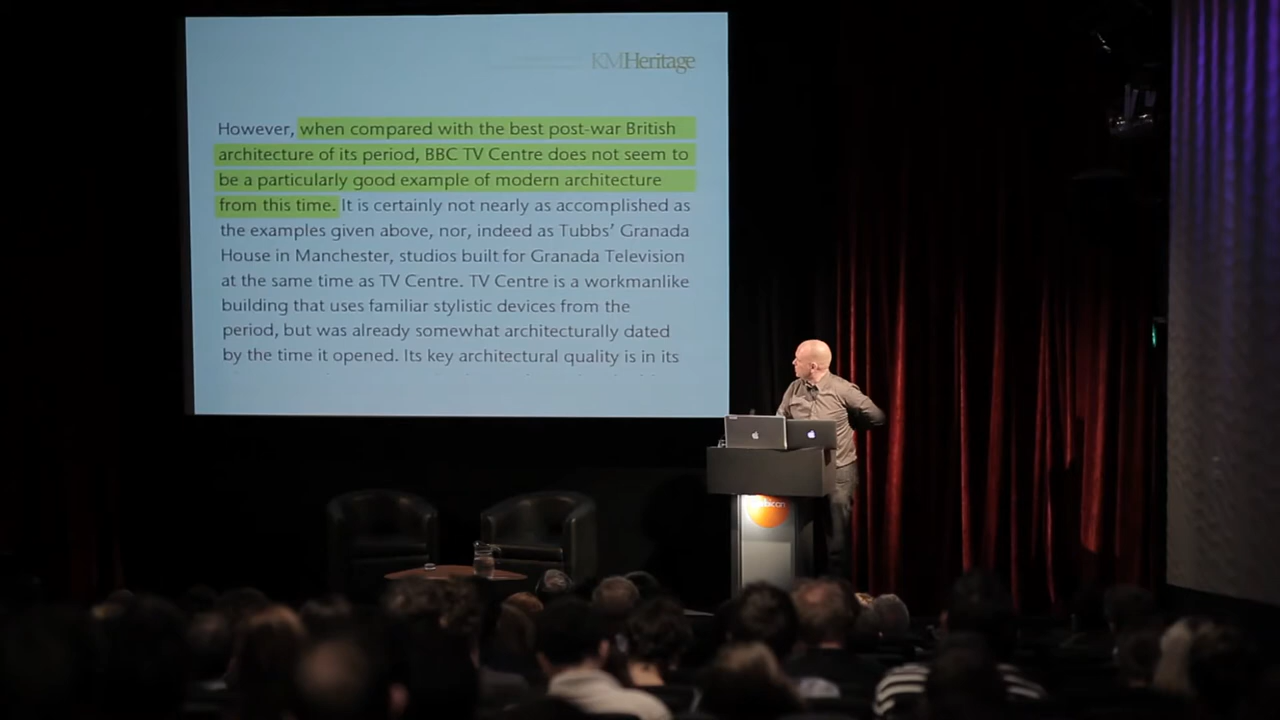 KMHeritage
However, when compared with the best post-war British
architecture of its period, BBC TV Centre does not seem to
be a particularly good example of modern architecture
from this time. It is certainly not nearly as accomplished as
the examples given above, nor, indeed as Tubbs’ Granada
House in Manchester, studios built for Granada Television
at the same time as TV Centre. TV Centre is a workmanlike
building that uses familiar stylistic devices from the
period, but was already somewhat architecturally dated
by the time it opened. Its key architectural quality is in its